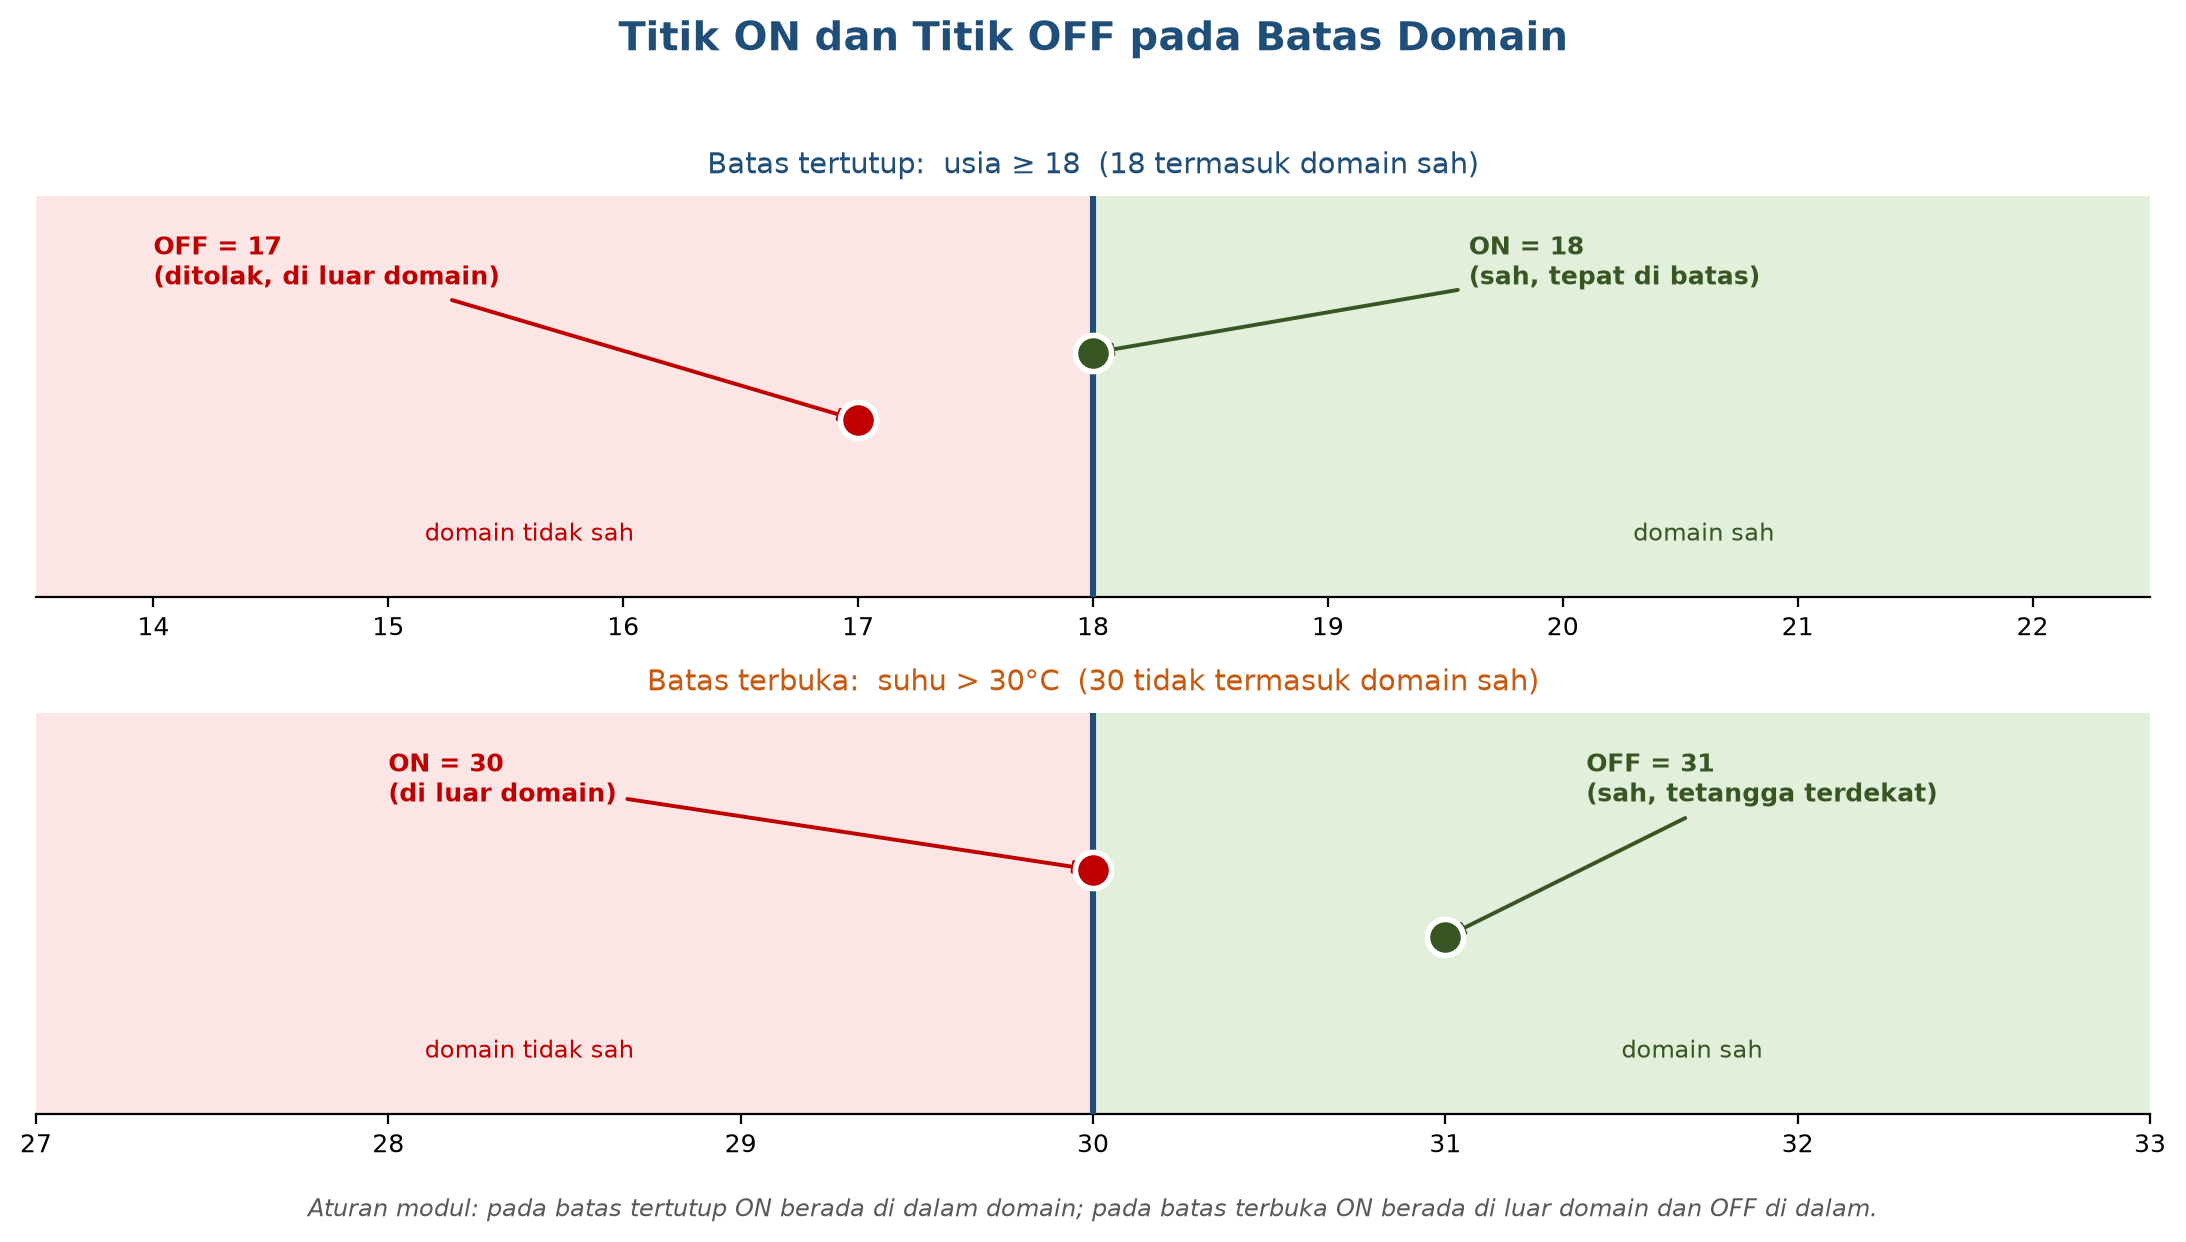 Titik ON dan Titik OFF pada Batas Domain
Batas tertutup:  usia ≥ 18  (18 termasuk domain sah)
OFF = 17
(ditolak, di luar domain)
ON = 18
(sah, tepat di batas)
domain tidak sah
domain sah
14 15 16 17 18 19 20 21 22
Batas terbuka:  suhu > 30°C  (30 tidak termasuk domain sah)
ON = 30
(di luar domain)
OFF = 31
(sah, tetangga terdekat)
domain tidak sah
domain sah
27 28 29 30 31 32 33
Aturan modul: pada batas tertutup ON berada di dalam domain; pada batas terbuka ON berada di luar domain dan OFF di dalam.